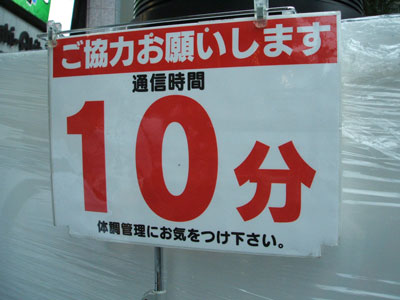 ご協力お願いします
通信時間
10分
体調管理にお気をつけ下さい。